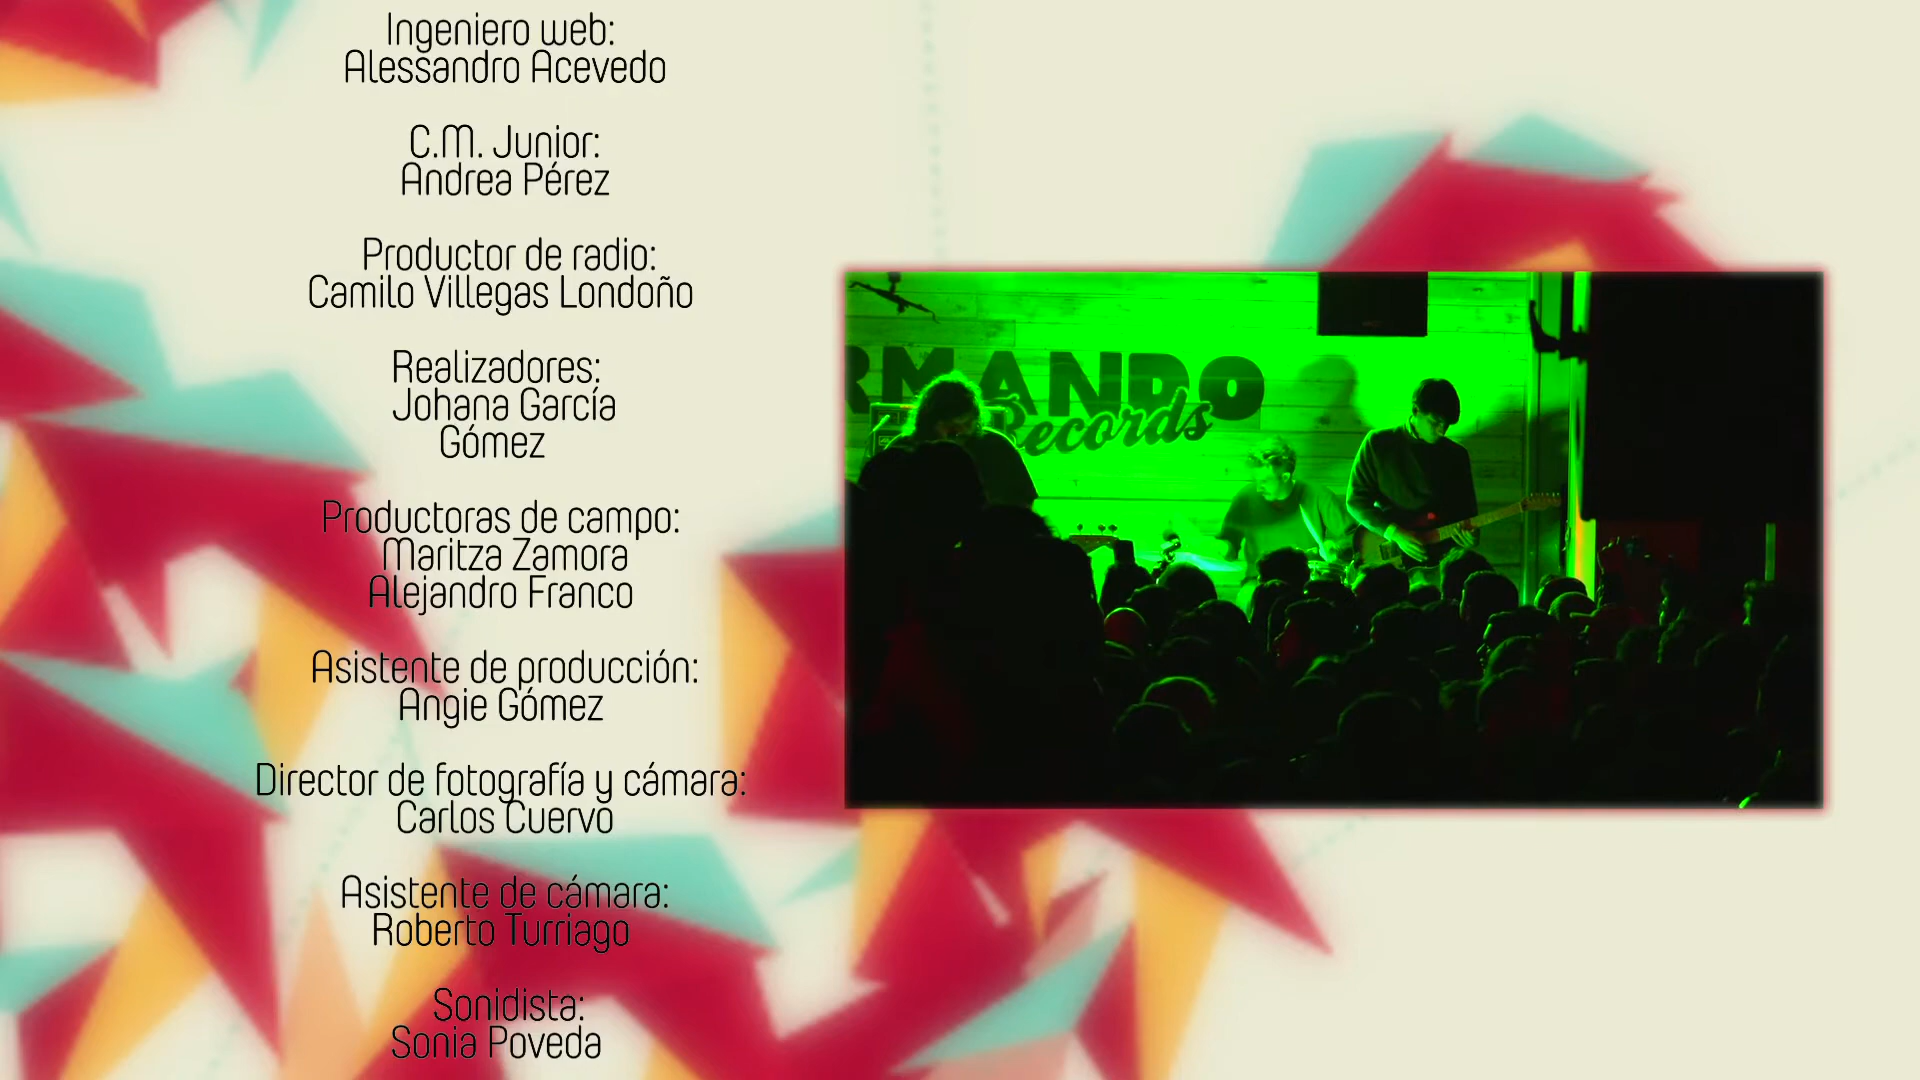 Ingeniero web:
Alessandro Acevedo
C.M. Junior:
Andrea Pérez
Productor de radio:
Camilo Villegas Londoño
Realizadores:
Johana García
Gómez
Productoras de campo:
Maritza Zamora
Alejandro Franco
Asistente de producción:
Angie Gómez
Director de fotografía y cámara:
Carlos Cuervo
Asistente de cámara:
Roberto Turriago
Sonidista:
Sonia Poveda
RMANDO
Records